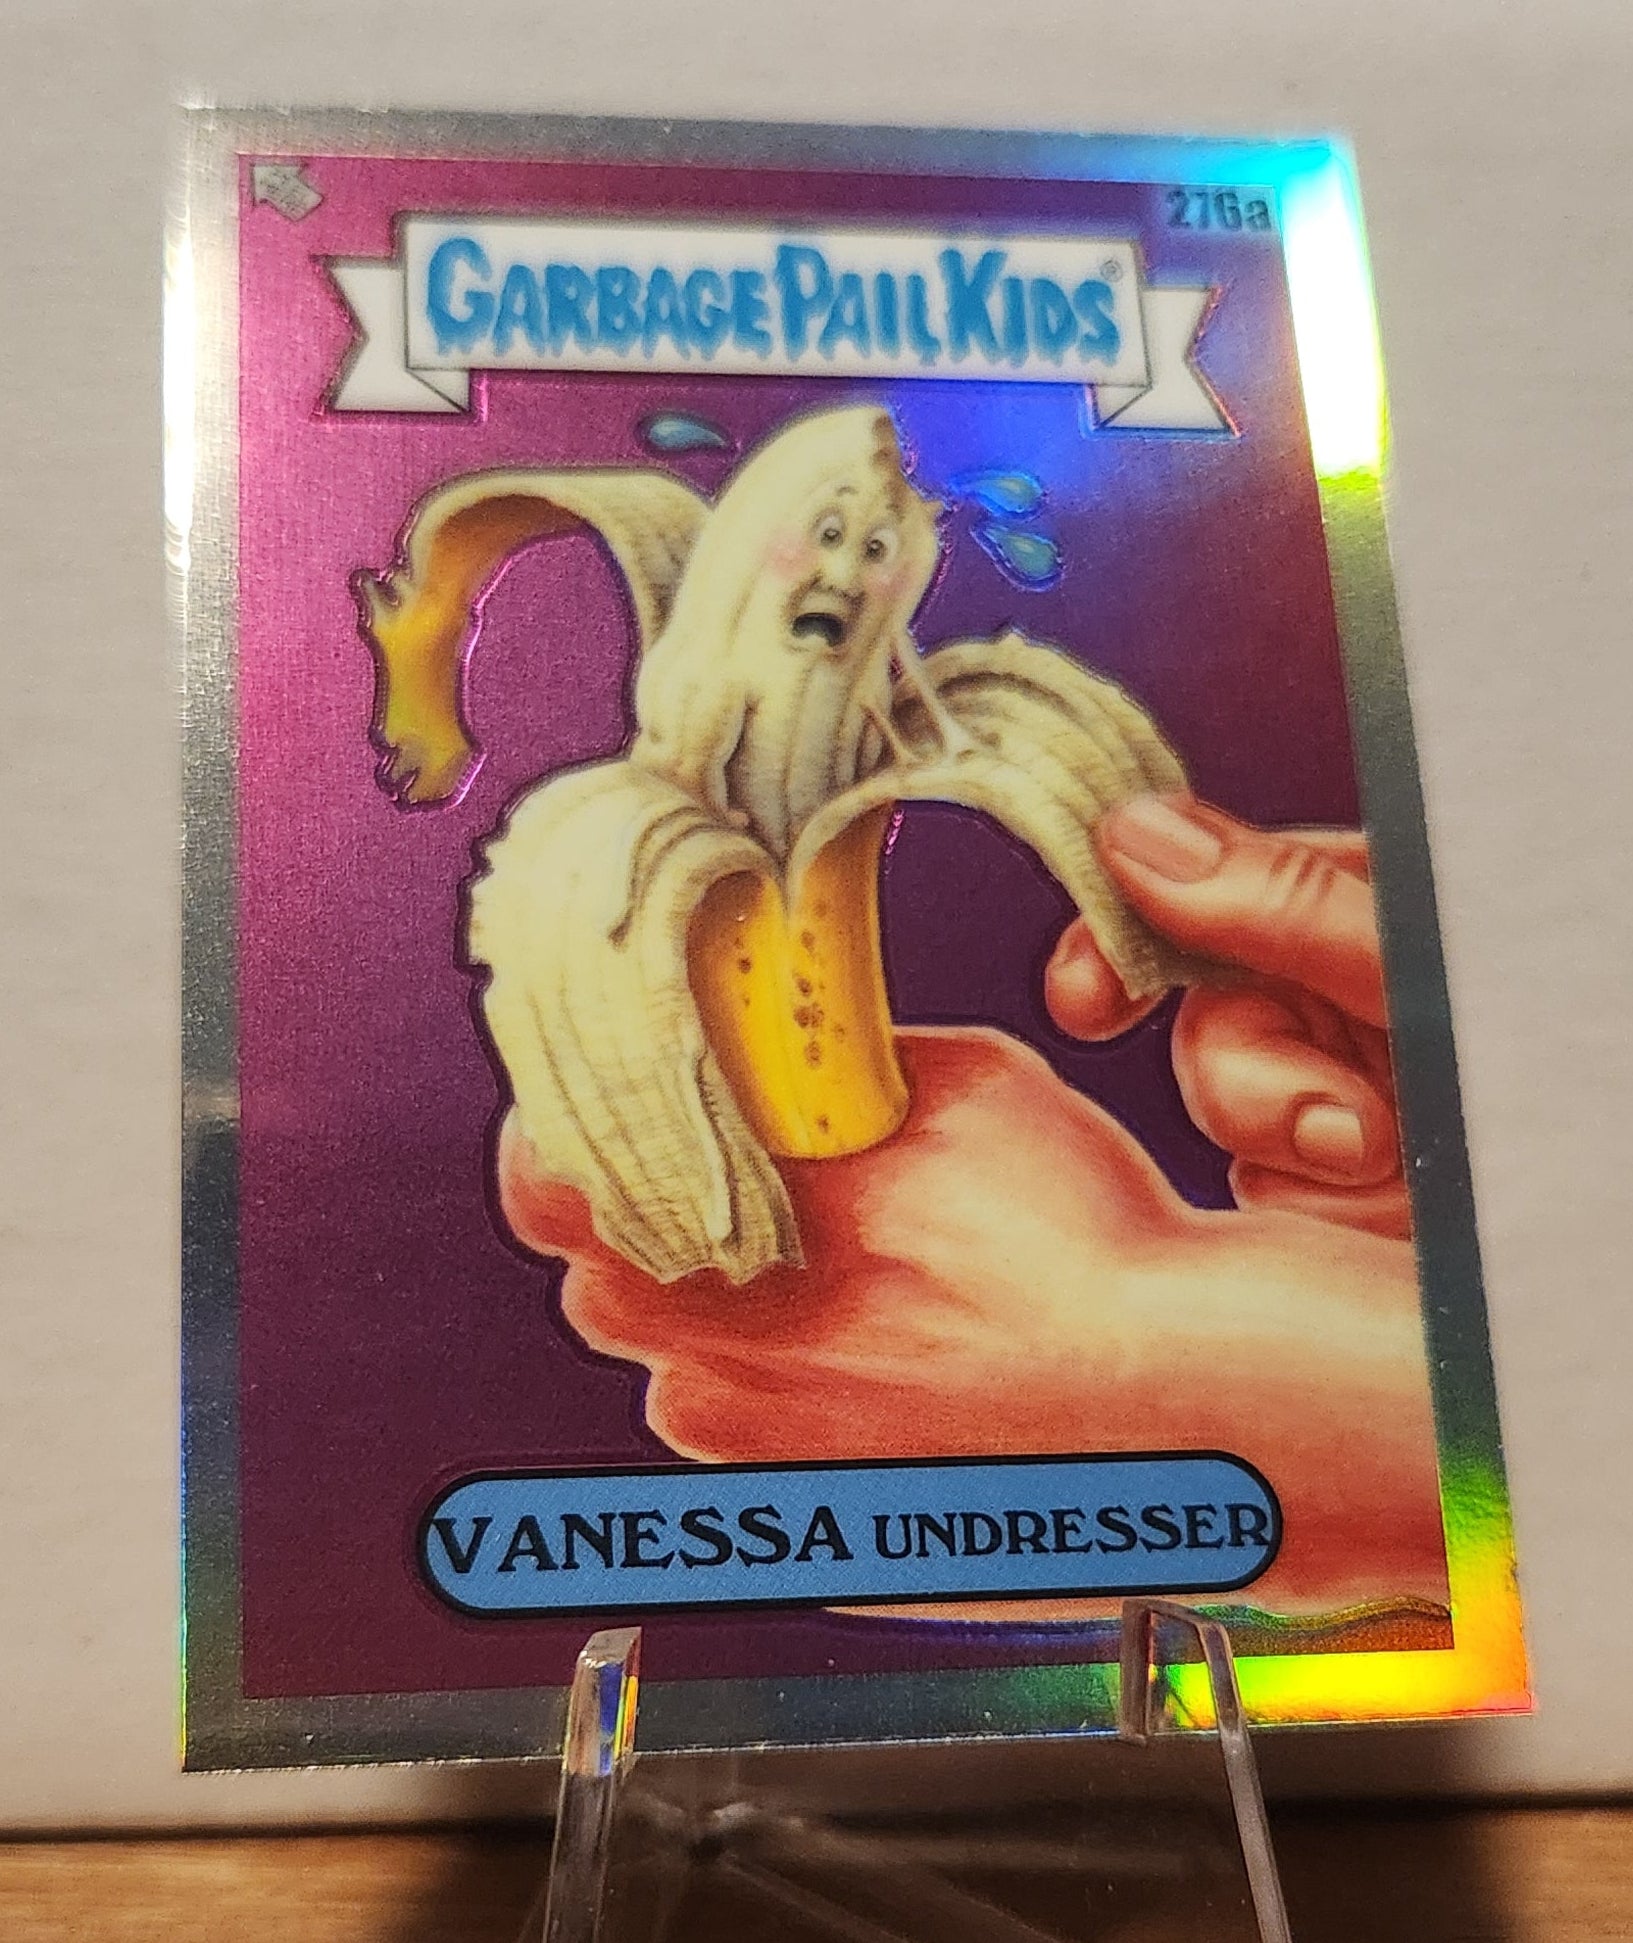 276a
GARBAGE PAIL KIDS®
VANESSA UNDRESSER